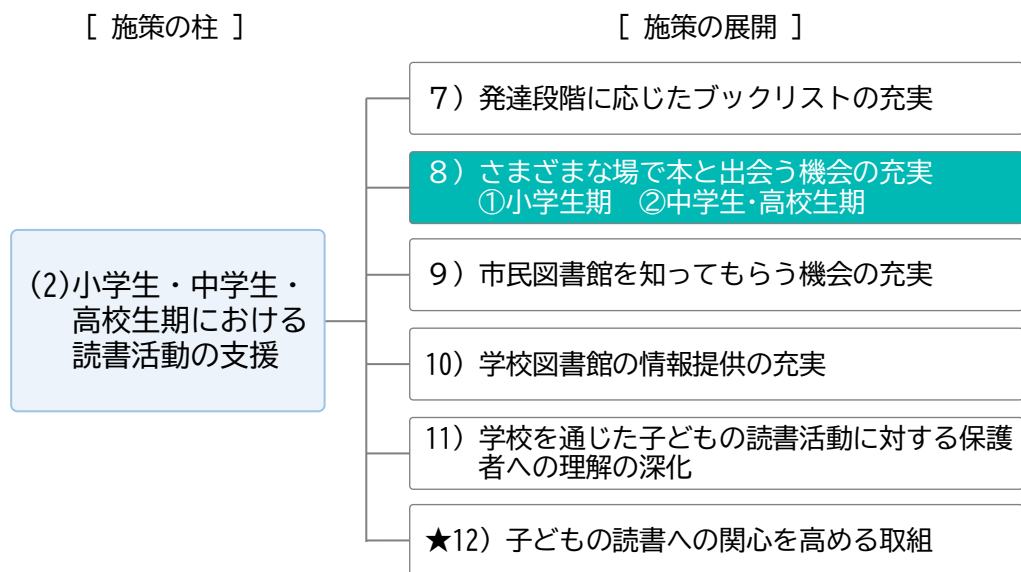 [ 施策の柱 ]
[ 施策の展開 ]
(2)小学生・中学生・
高校生期における
読書活動の支援
７）発達段階に応じたブックリストの充実
８）さまざまな場で本と出会う機会の充実
①小学生期　②中学生･高校生期
９）市民図書館を知ってもらう機会の充実
10）学校図書館の情報提供の充実
11）学校を通じた子どもの読書活動に対する保護
者への理解の深化
★12）子どもの読書への関心を高める取組